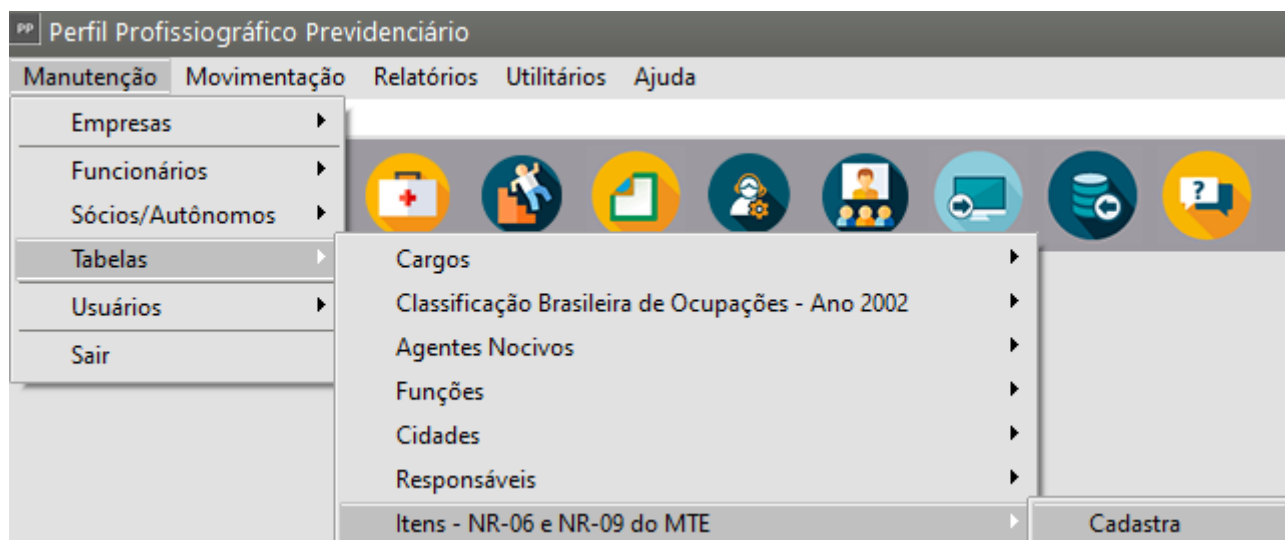 PP Perfil Profissiográfico Previdenciário
Manutenção Movimentação Relatórios Utilitários Ajuda
Empresas
Funcionários
Sócios/Autônomos
Tabelas
Usuários
Sair
Cargos
Classificação Brasileira de Ocupações - Ano 2002
Agentes Nocivos
Funções
Cidades
Responsáveis
Itens - NR-06 e NR-09 do MTE
Cadastra
?